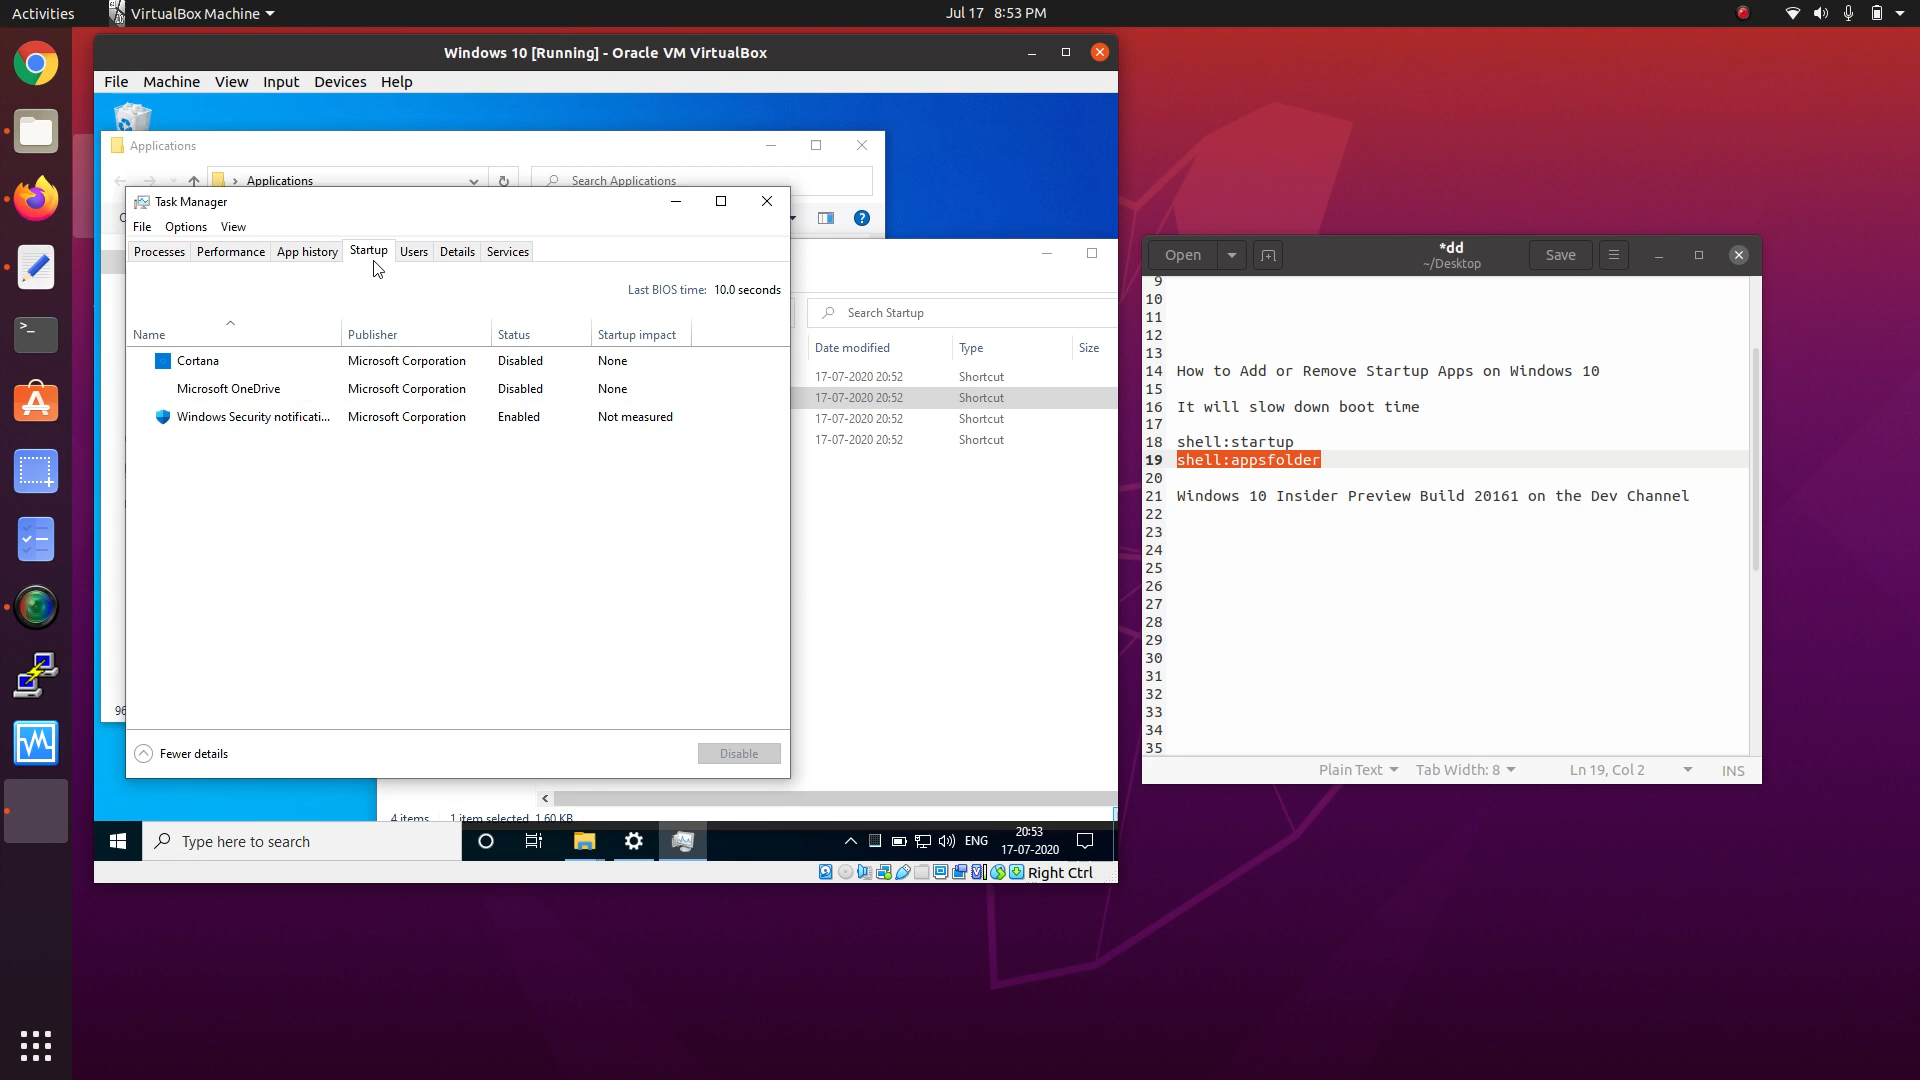 Activities
VirtualBox Machine
Jul 17 8:53 PM
Windows 10 [Running] - Oracle VM VirtualBox
File Machine View Input Devices Help
Applications
Applications
Search Applications
Task Manager
File Options View
Processes Performance App history Startup Users Details Services
Last BIOS time: 10.0 seconds
Name Publisher Status Startup impact
Cortana Microsoft Corporation Disabled None
Microsoft OneDrive Microsoft Corporation Disabled None
Windows Security notificati... Microsoft Corporation Enabled Not measured
Fewer details
Disable
Search Startup
Date modified Type Size
17-07-2020 20:52 Shortcut
17-07-2020 20:52 Shortcut
17-07-2020 20:52 Shortcut
17-07-2020 20:52 Shortcut
96
4 items 1 item selected 1.60 KB
Type here to search
ENG
20:53
17-07-2020
Right Ctrl
Open
*dd
~/Desktop
Save
9
10
11
12
13
14 How to Add or Remove Startup Apps on Windows 10
15
16 It will slow down boot time
17
18 shell:startup
19 shell:appsfolder
20
21 Windows 10 Insider Preview Build 20161 on the Dev Channel
22
23
24
25
26
27
28
29
30
31
32
33
34
35
Plain Text Tab Width: 8 Ln 19, Col 2 INS